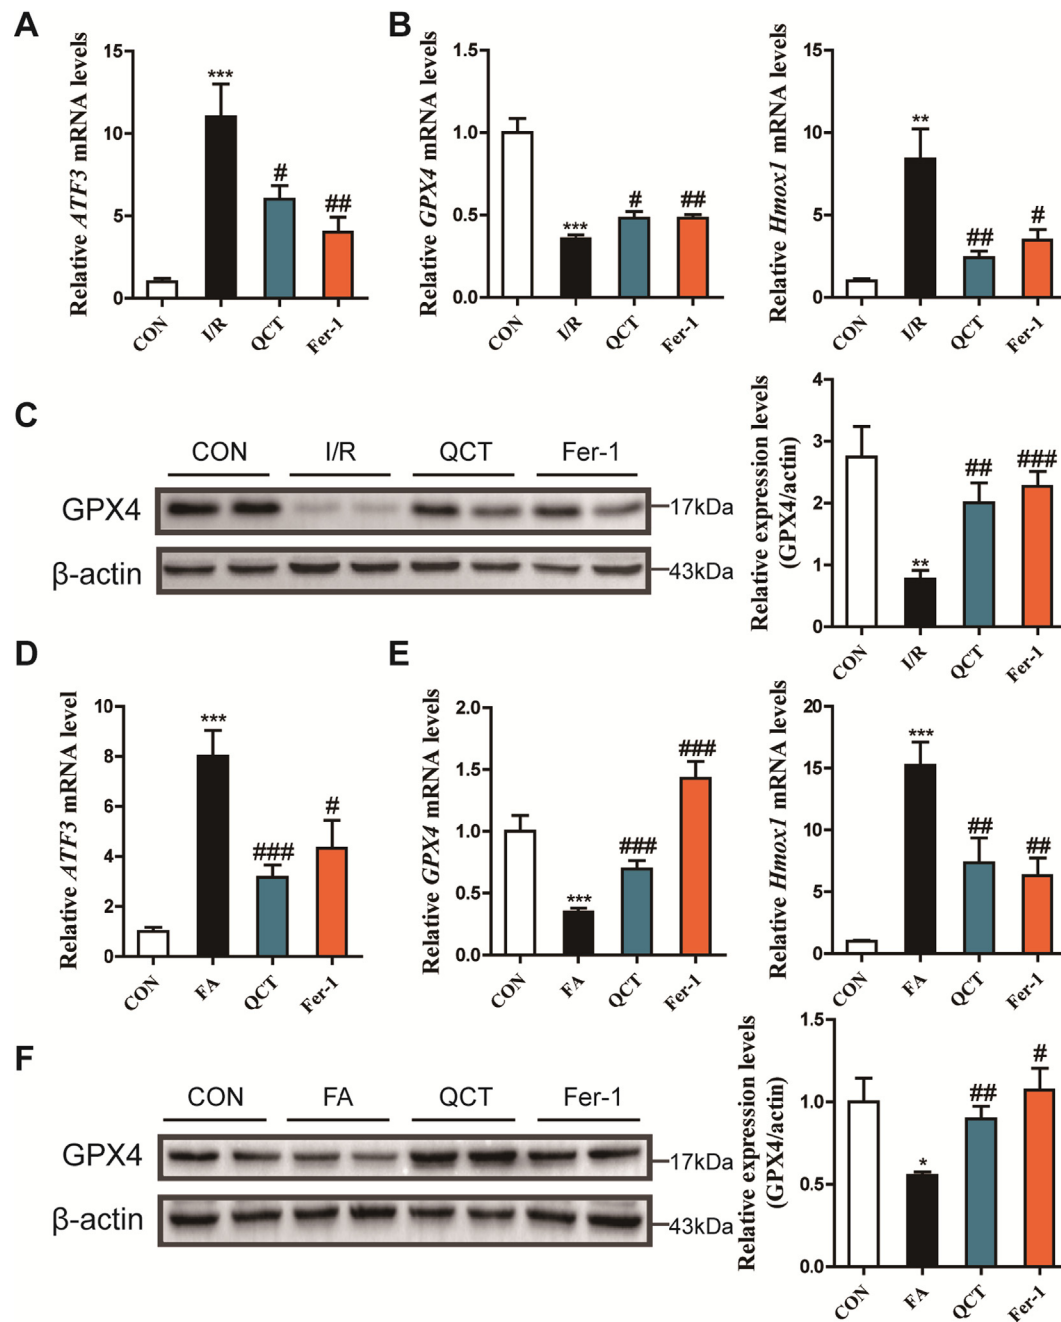 A
Relative ATF3 mRNA levels
15
10
5
0
***
#
##
CON
I/R
QCT
Fer-1
B
Relative GPX4 mRNA levels
1.5
1.0
0.5
0.0
***
#
##
CON
I/R
QCT
Fer-1
Relative Hmox1 mRNA levels
15
10
5
0
**
##
#
CON
I/R
QCT
Fer-1
C
CON I/R QCT Fer-1
GPX4
17kDa
β-actin
43kDa
Relative expression levels
(GPX4/actin)
4
3
2
1
0
**
##
###
CON
I/R
QCT
Fer-1
D
Relative ATF3 mRNA level
10
8
6
4
2
0
***
###
#
CON
FA
QCT
Fer-1
E
Relative GPX4 mRNA levels
2.0
1.5
1.0
0.5
0.0
***
###
###
CON
FA
QCT
Fer-1
Relative Hmox1 mRNA levels
20
15
10
5
0
***
##
##
CON
FA
QCT
Fer-1
F
CON FA QCT Fer-1
GPX4
17kDa
β-actin
43kDa
Relative expression levels
(GPX4/actin)
1.5
1.0
0.5
0.0
*
##
#
CON
FA
QCT
Fer-1